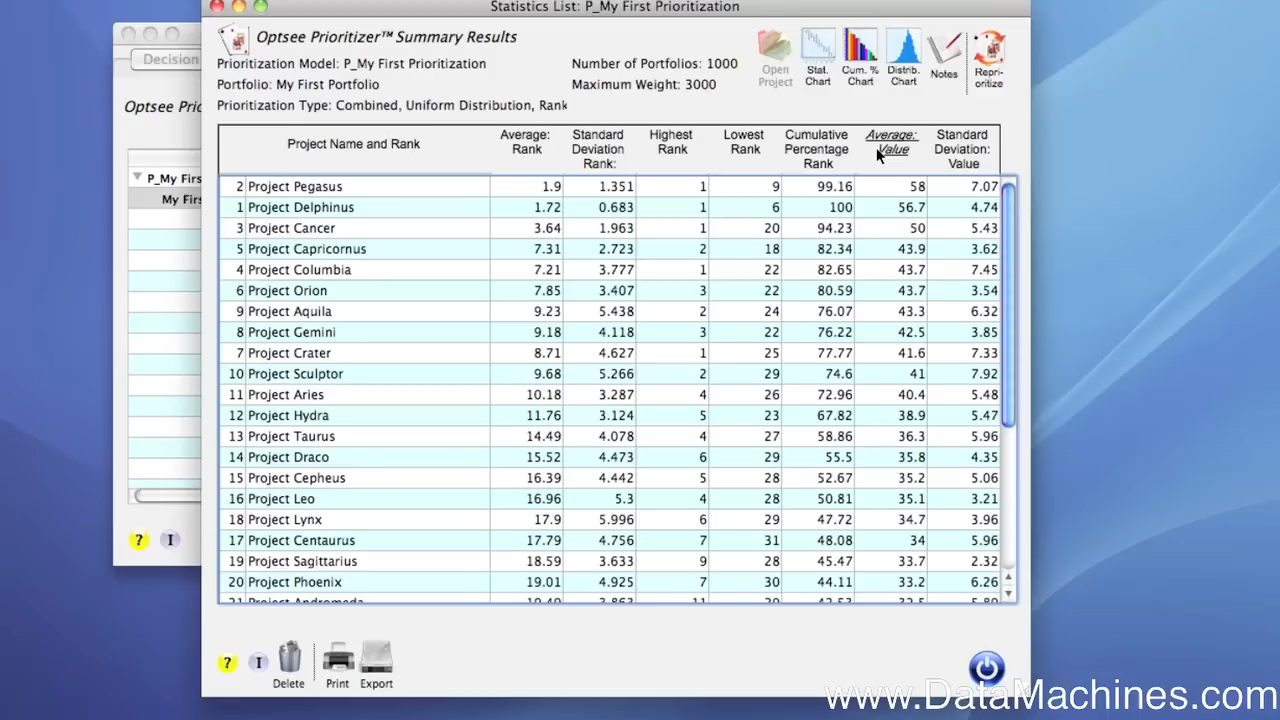 Statistics List: P_My First Prioritization
Optsee Prioritizer™ Summary Results
Prioritization Model: P_My First Prioritization
Number of Portfolios: 1000
Portfolio: My First Portfolio
Maximum Weight: 3000
Prioritization Type: Combined, Uniform Distribution, Rank
Open Project
Stat. Chart
Cum. % Chart
Distrib. Chart
Notes
Repri-oritize
Decision
Optsee Prio
P_My Firs
My First
Project Name and Rank
Average: Rank
Standard Deviation Rank:
Highest Rank
Lowest Rank
Cumulative Percentage Rank
Average: Value
Standard Deviation: Value
2 Project Pegasus 1.9 1.351 1 9 99.16 58 7.07
1 Project Delphinus 1.72 0.683 1 6 100 56.7 4.74
3 Project Cancer 3.64 1.963 1 20 94.23 50 5.43
5 Project Capricornus 7.31 2.723 2 18 82.34 43.9 3.62
4 Project Columbia 7.21 3.777 1 22 82.65 43.7 7.45
6 Project Orion 7.85 3.407 3 22 80.59 43.7 3.54
9 Project Aquila 9.23 5.438 2 24 76.07 43.3 6.32
8 Project Gemini 9.18 4.118 3 22 76.22 42.5 3.85
7 Project Crater 8.71 4.627 1 25 77.77 41.6 7.33
10 Project Sculptor 9.68 5.266 2 29 74.6 41 7.92
11 Project Aries 10.18 3.287 4 26 72.96 40.4 5.48
12 Project Hydra 11.76 3.124 5 23 67.82 38.9 5.47
13 Project Taurus 14.49 4.078 4 27 58.86 36.3 5.96
14 Project Draco 15.52 4.473 6 29 55.5 35.8 4.35
15 Project Cepheus 16.39 4.442 5 28 52.67 35.2 5.06
16 Project Leo 16.96 5.3 4 28 50.81 35.1 3.21
18 Project Lynx 17.9 5.996 6 29 47.72 34.7 3.96
17 Project Centaurus 17.79 4.756 7 31 48.08 34 5.96
19 Project Sagittarius 18.59 3.633 9 28 45.47 33.7 2.32
20 Project Phoenix 19.01 4.925 7 30 44.11 33.2 6.26
21 Project Andromeda
? I
? I
Delete
Print
Export
www.DataMachines.com